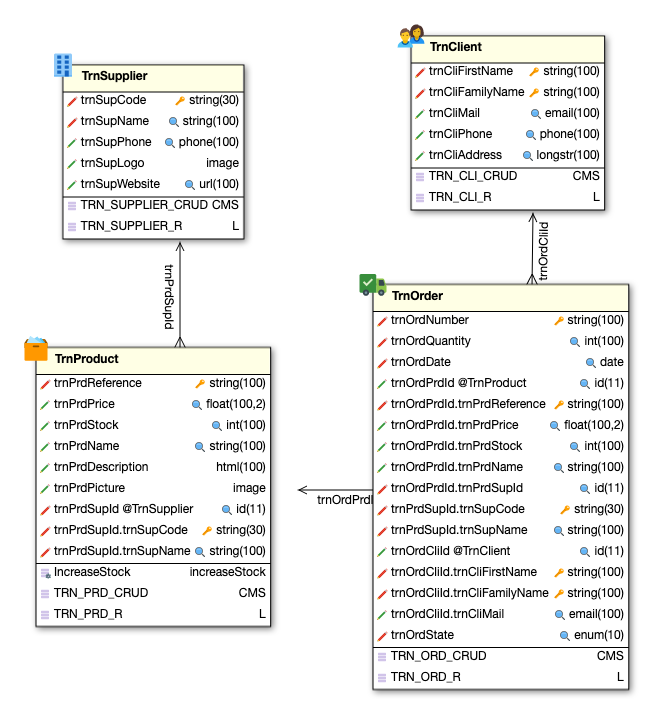 TrnSupplier
trnSupCode string(30)
trnSupName string(100)
trnSupPhone phone(100)
trnSupLogo image
trnSupWebsite url(100)
TRN_SUPPLIER_CRUD CMS
TRN_SUPPLIER_R L
TrnClient
trnCliFirstName string(100)
trnCliFamilyName string(100)
trnCliMail email(100)
trnCliPhone phone(100)
trnCliAddress longstr(100)
TRN_CLI_CRUD CMS
TRN_CLI_R L
trnPrdSupId
trnOrdCliId
TrnProduct
trnPrdReference string(100)
trnPrdPrice float(100,2)
trnPrdStock int(100)
trnPrdName string(100)
trnPrdDescription html(100)
trnPrdPicture image
trnPrdSupId @TrnSupplier id(11)
trnPrdSupId.trnSupCode string(30)
trnPrdSupId.trnSupName string(100)
IncreaseStock increaseStock
TRN_PRD_CRUD CMS
TRN_PRD_R L
trnOrdPrdI
TrnOrder
trnOrdNumber string(100)
trnOrdQuantity int(100)
trnOrdDate date
trnOrdPrdId @TrnProduct id(11)
trnOrdPrdId.trnPrdReference string(100)
trnOrdPrdId.trnPrdPrice float(100,2)
trnOrdPrdId.trnPrdStock int(100)
trnOrdPrdId.trnPrdName string(100)
trnOrdPrdId.trnPrdSupId id(11)
trnPrdSupId.trnSupCode string(30)
trnPrdSupId.trnSupName string(100)
trnOrdCliId @TrnClient id(11)
trnOrdCliId.trnCliFirstName string(100)
trnOrdCliId.trnCliFamilyName string(100)
trnOrdCliId.trnCliMail email(100)
trnOrdState enum(10)
TRN_ORD_CRUD CMS
TRN_ORD_R L